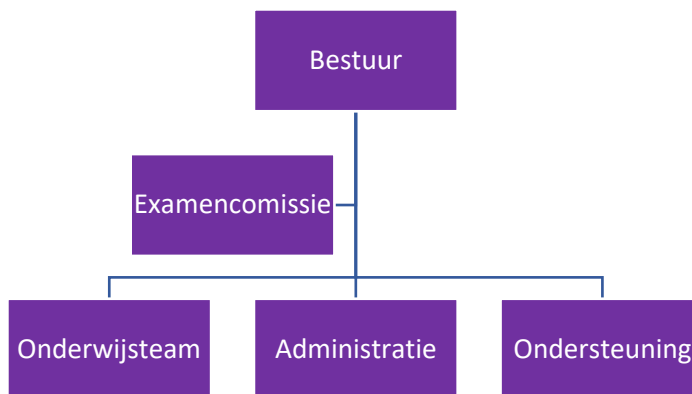 Bestuur
Examencomissie
Onderwijsteam
Administratie
Ondersteuning